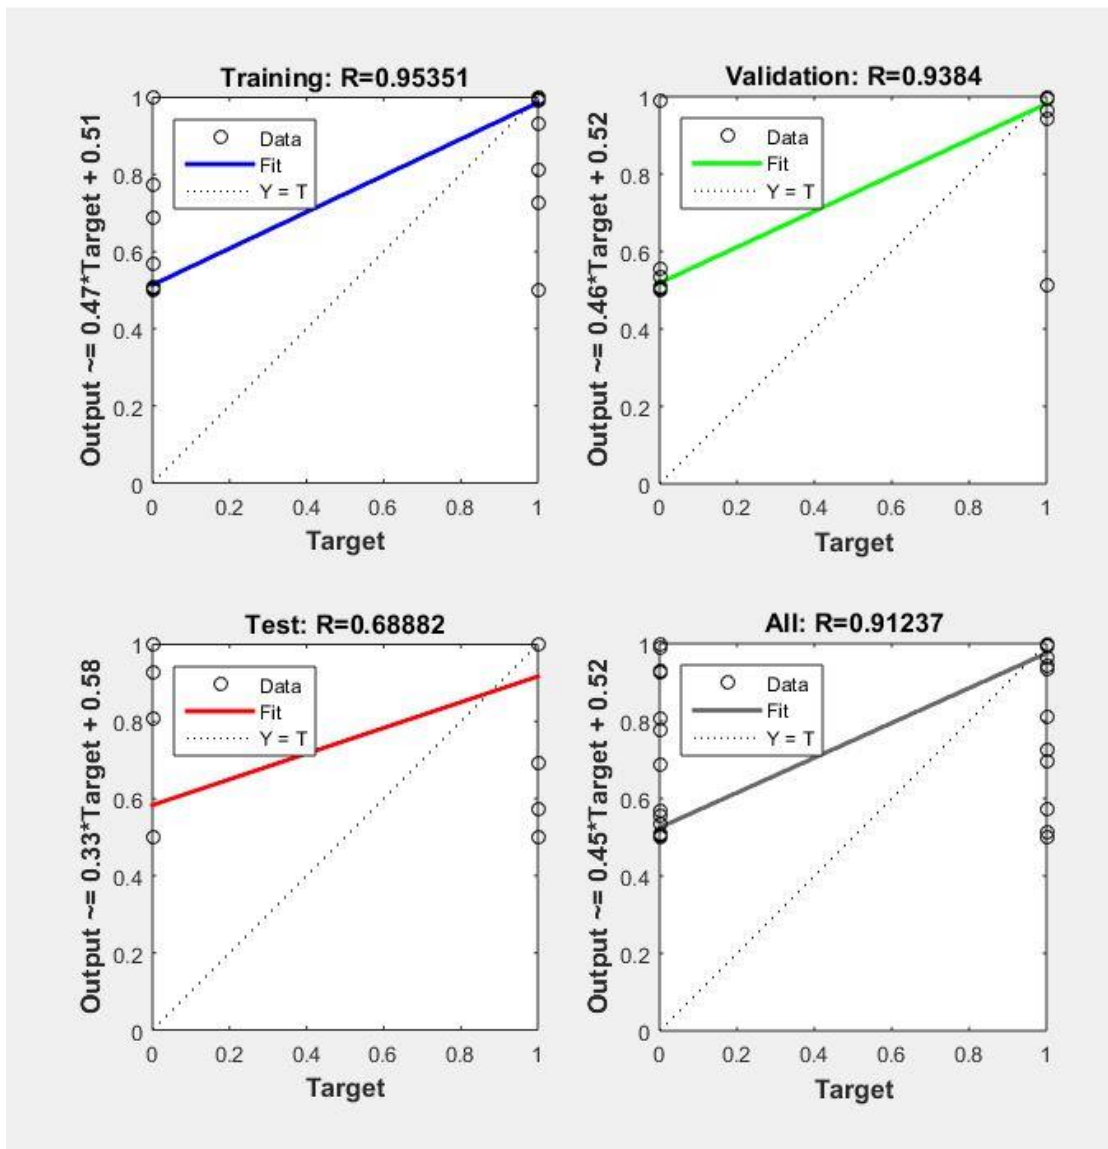 Training: R=0.95351
Output ~= 0.47*Target + 0.51
1
0.8
0.6
0.4
0.2
0
Data
Fit
Y = T
0 0.2 0.4 0.6 0.8 1
Target
Validation: R=0.9384
Output ~= 0.46*Target + 0.52
1
0.8
0.6
0.4
0.2
0
Data
Fit
Y = T
0 0.2 0.4 0.6 0.8 1
Target
Test: R=0.68882
Output ~= 0.33*Target + 0.58
1
0.8
0.6
0.4
0.2
0
Data
Fit
Y = T
0 0.2 0.4 0.6 0.8 1
Target
All: R=0.91237
Output ~= 0.45*Target + 0.52
1
0.8
0.6
0.4
0.2
0
Data
Fit
Y = T
0 0.2 0.4 0.6 0.8 1
Target